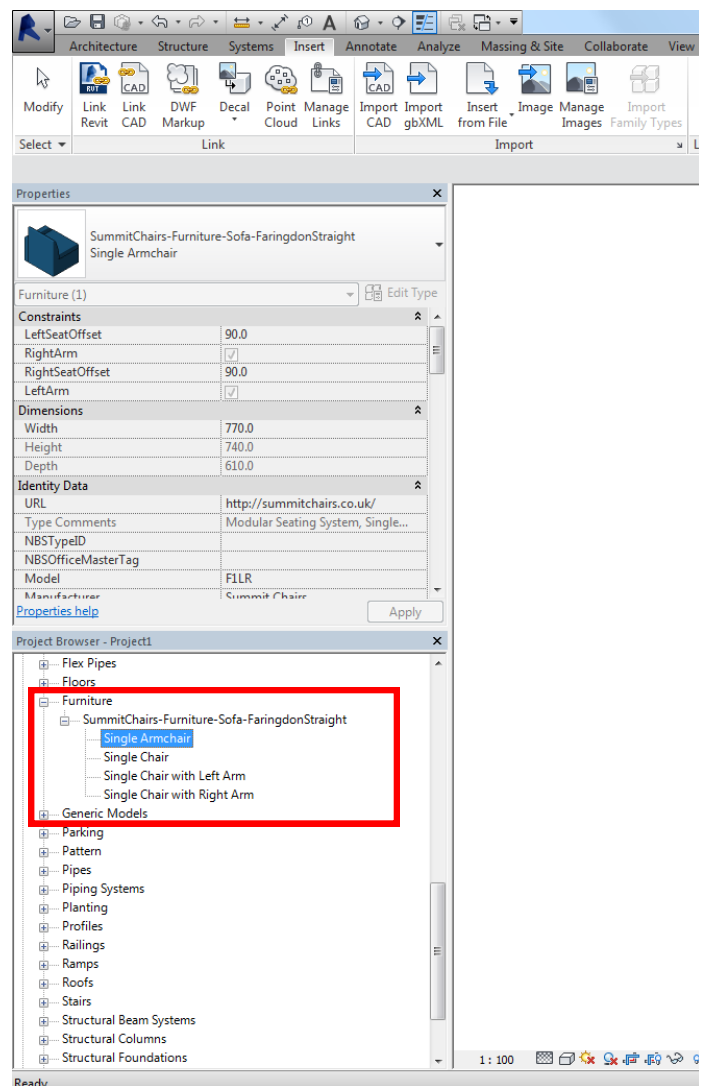 Architecture Structure Systems Insert Annotate Analyze Massing & Site Collaborate View
Modify Link Revit Link CAD DWF Markup Decal Point Cloud Manage Links Import CAD Import gbXML Insert from File Image Manage Images Import Family Types
Select Link Import
Properties
SummitChairs-Furniture-Sofa-FaringdonStraight
Single Armchair
Furniture (1) Edit Type
Constraints
LeftSeatOffset 90.0
RightArm
RightSeatOffset 90.0
LeftArm
Dimensions
Width 770.0
Height 740.0
Depth 610.0
Identity Data
URL http://summitchairs.co.uk/
Type Comments Modular Seating System, Single...
NBSTypeID
NBSOfficeMasterTag
Model F1LR
Manufacturer Summit Chairs
Properties help Apply
Project Browser - Project1
Flex Pipes
Floors
Furniture
SummitChairs-Furniture-Sofa-FaringdonStraight
Single Armchair
Single Chair
Single Chair with Left Arm
Single Chair with Right Arm
Generic Models
Parking
Pattern
Pipes
Piping Systems
Planting
Profiles
Railings
Ramps
Roofs
Stairs
Structural Beam Systems
Structural Columns
Structural Foundations
1 : 100
Ready